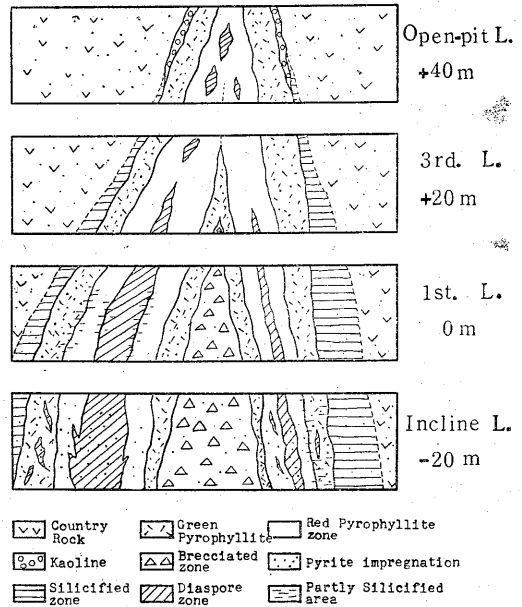 Open-pit L.
+40 m
3rd. L.
+20 m
1st. L.
0 m
Incline L.
-20 m
Country Rock
Green Pyrophyllite
Red Pyrophyllite zone
Kaoline
Brecciated zone
Pyrite impregnation
Silicified zone
Diaspore zone
Partly Silicified area